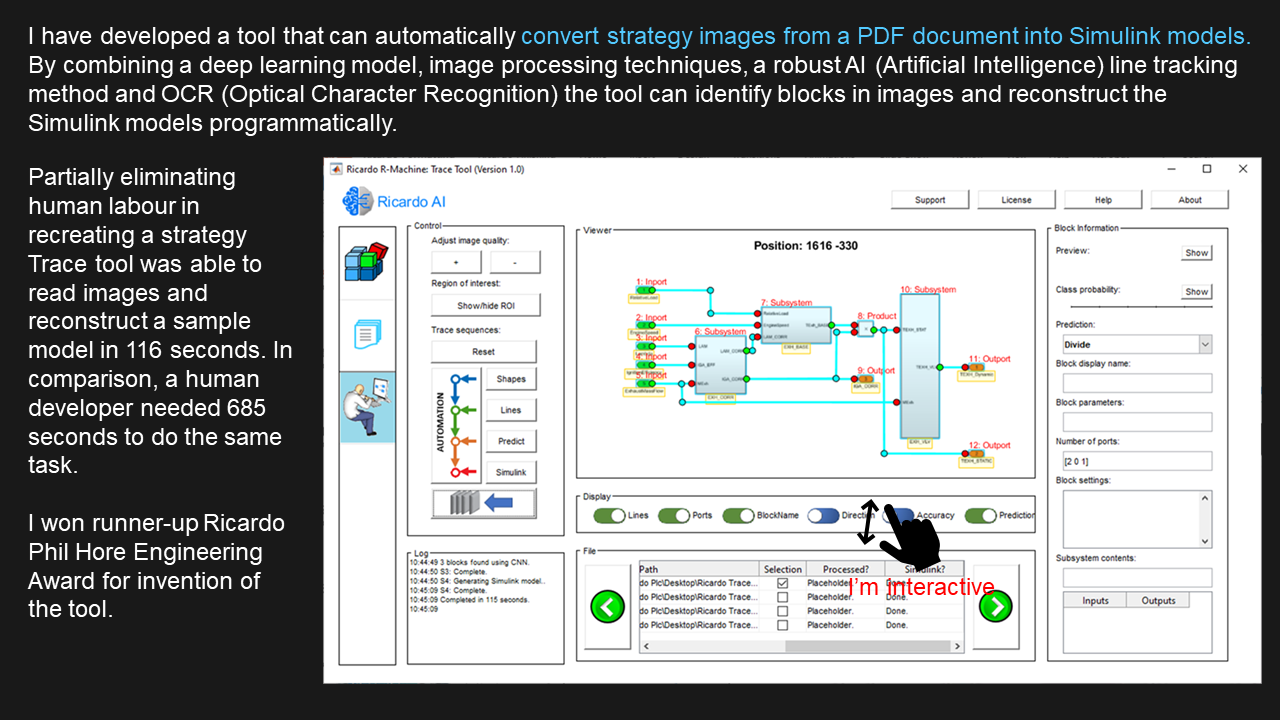 I have developed a tool that can automatically convert strategy images from a PDF document into Simulink models.
By combining a deep learning model, image processing techniques, a robust AI (Artificial Intelligence) line tracking
method and OCR (Optical Character Recognition) the tool can identify blocks in images and reconstruct the
Simulink models programmatically.
Partially eliminating
human labour in
recreating a strategy
Trace tool was able to
read images and
reconstruct a sample
model in 116 seconds. In
comparison, a human
developer needed 685
seconds to do the same
task.
I won runner-up Ricardo
Phil Hore Engineering
Award for invention of
the tool.
Ricardo R-Machine: Trace Tool (Version 1.0)
Ricardo AI
Support
License
Help
About
Control
Adjust image quality:
+
-
Region of interest:
Show/hide ROI
Trace sequences:
Reset
AUTOMATION
Shapes
Lines
Predict
Simulink
Log
10:44:49 3 blocks found using CNN.
10:44:50 S3: Complete.
10:44:50 S4: Generating Simulink model..
10:45:09 S4: Complete.
10:45:09 Completed in 115 seconds.
10:45:09
Viewer
Position: 1616 -330
1: Inport
2: Inport
3: Inport
4: Inport
6: Subsystem
7: Subsystem
8: Product
9: Outport
10: Subsystem
11: Outport
12: Outport
Display
Lines
Ports
BlockName
Direction
Accuracy
Prediction
File
Path
Selection
Processed?
Simulink?
do Plc\Desktop\Ricardo Trace...
Placeholder.
Done.
do Plc\Desktop\Ricardo Trace...
Placeholder.
Done.
do Plc\Desktop\Ricardo Trace...
Placeholder.
Done.
do Plc\Desktop\Ricardo Trace...
Placeholder.
Done.
I'm interactive
Block Information
Preview:
Show
Class probability:
Show
Prediction:
Divide
Block display name:
Block parameters:
Number of ports:
[2 0 1]
Block settings:
Subsystem contents:
Inputs
Outputs